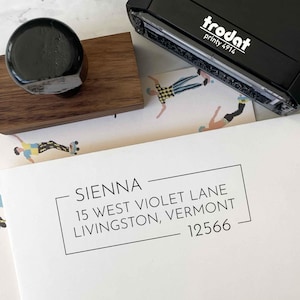 trodat
printy 4914
SIENNA
15 WEST VIOLET LANE
LIVINGSTON, VERMONT
12566